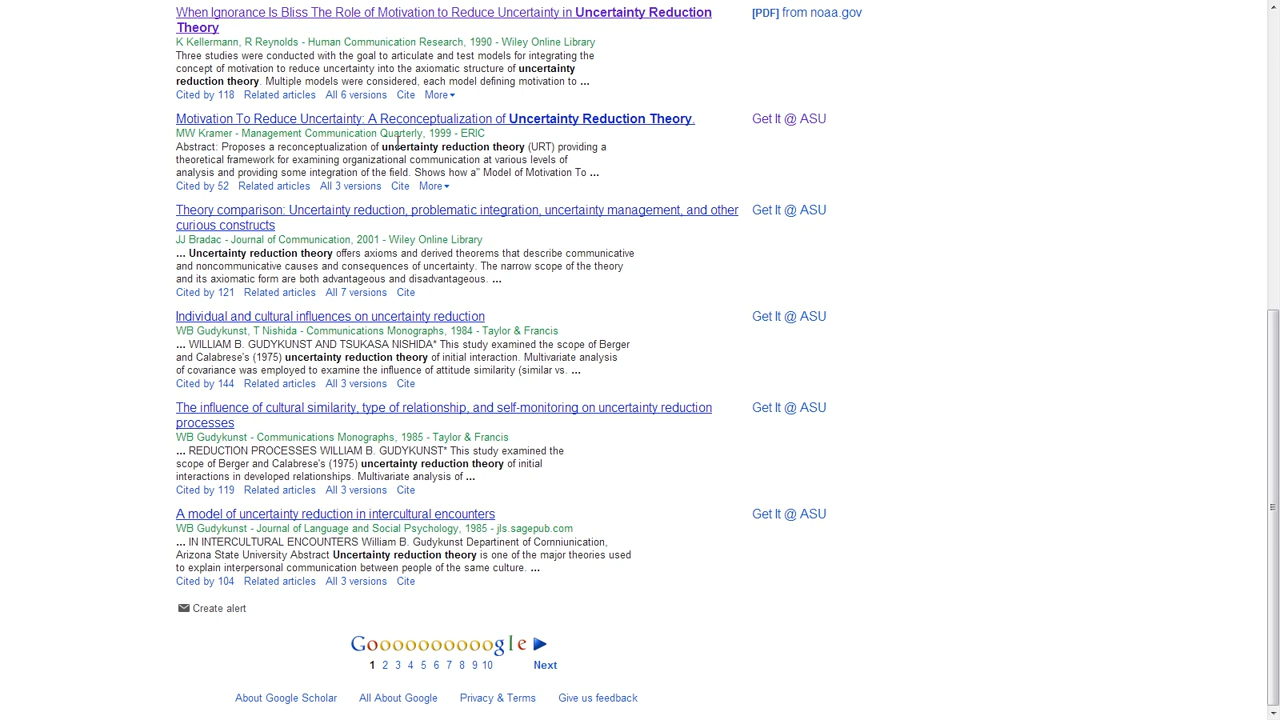 When Ignorance Is Bliss The Role of Motivation to Reduce Uncertainty in Uncertainty Reduction
Theory
[PDF] from noaa.gov
K Kellermann, R Reynolds - Human Communication Research, 1990 - Wiley Online Library
Three studies were conducted with the goal to articulate and test models for integrating the
concept of motivation to reduce uncertainty into the axiomatic structure of uncertainty
reduction theory. Multiple models were considered, each model defining motivation to ...
Cited by 118 Related articles All 6 versions Cite More
Motivation To Reduce Uncertainty: A Reconceptualization of Uncertainty Reduction Theory.
Get It @ ASU
MW Kramer - Management Communication Quarterly, 1999 - ERIC
Abstract: Proposes a reconceptualization of uncertainty reduction theory (URT) providing a
theoretical framework for examining organizational communication at various levels of
analysis and providing some integration of the field. Shows how a" Model of Motivation To ...
Cited by 52 Related articles All 3 versions Cite More
Theory comparison: Uncertainty reduction, problematic integration, uncertainty management, and other
curious constructs
Get It @ ASU
JJ Bradac - Journal of Communication, 2001 - Wiley Online Library
... Uncertainty reduction theory offers axioms and derived theorems that describe communicative
and noncommunicative causes and consequences of uncertainty. The narrow scope of the theory
and its axiomatic form are both advantageous and disadvantageous. ...
Cited by 121 Related articles All 7 versions Cite
Individual and cultural influences on uncertainty reduction
Get It @ ASU
WB Gudykunst, T Nishida - Communications Monographs, 1984 - Taylor & Francis
... WILLIAM B. GUDYKUNST AND TSUKASA NISHIDA* This study examined the scope of Berger
and Calabrese's (1975) uncertainty reduction theory of initial interaction. Multivariate analysis
of covariance was employed to examine the influence of attitude similarity (similar vs. ...
Cited by 144 Related articles All 3 versions Cite
The influence of cultural similarity, type of relationship, and self-monitoring on uncertainty reduction
processes
Get It @ ASU
WB Gudykunst - Communications Monographs, 1985 - Taylor & Francis
... REDUCTION PROCESSES WILLIAM B. GUDYKUNST* This study examined the
scope of Berger and Calabrese's (1975) uncertainty reduction theory of initial
interactions in developed relationships. Multivariate analysis of ...
Cited by 119 Related articles All 3 versions Cite
A model of uncertainty reduction in intercultural encounters
Get It @ ASU
WB Gudykunst - Journal of Language and Social Psychology, 1985 - jls.sagepub.com
... IN INTERCULTURAL ENCOUNTERS William B. Gudykunst Departinent of Cornniunication,
Arizona State University Abstract Uncertainty reduction theory is one of the major theories used
to explain interpersonal communication between people of the same culture. ...
Cited by 104 Related articles All 3 versions Cite
Create alert
Goooooooooogle
1 2 3 4 5 6 7 8 9 10 Next
About Google Scholar All About Google Privacy & Terms Give us feedback